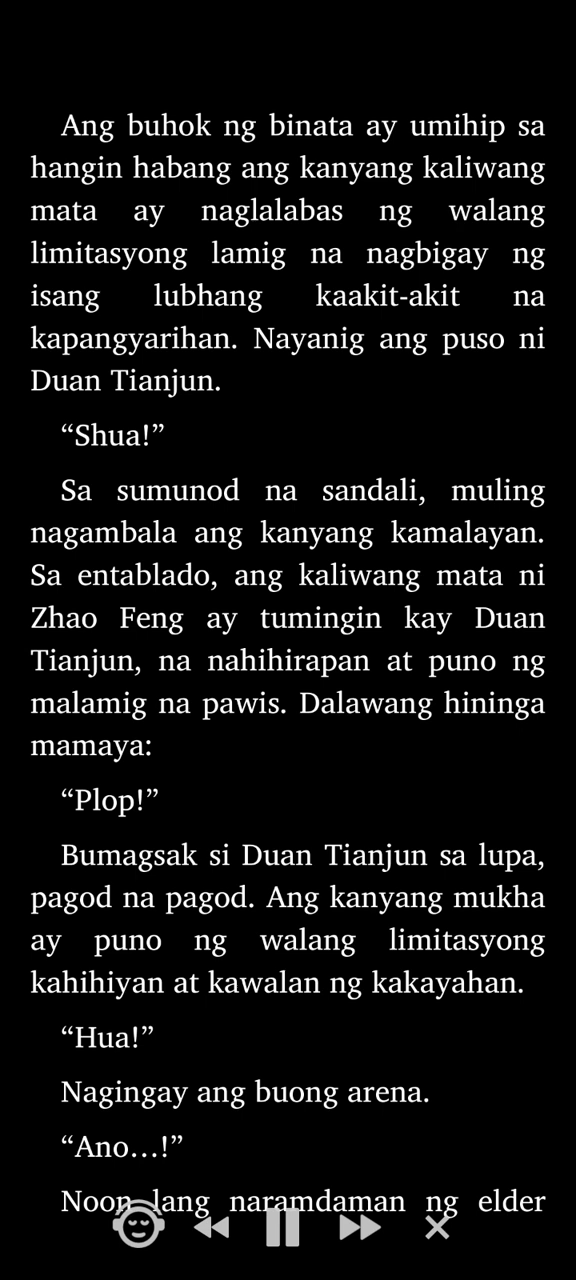 Ang buhok ng binata ay umihip sa
hangin habang ang kanyang kaliwang
mata ay naglalabas ng walang
limitasyong lamig na nagbigay ng
isang lubhang kaakit-akit na
kapangyarihan. Nayanig ang puso ni
Duan Tianjun.
“Shua!”
Sa sumunod na sandali, muling
nagambala ang kanyang kamalayan.
Sa entablado, ang kaliwang mata ni
Zhao Feng ay tumingin kay Duan
Tianjun, na nahihirapan at puno ng
malamig na pawis. Dalawang hininga
mamaya:
“Plop!”
Bumagsak si Duan Tianjun sa lupa,
pagod na pagod. Ang kanyang mukha
ay puno ng walang limitasyong
kahihiyan at kawalan ng kakayahan.
“Hua!”
Nagingay ang buong arena.
“Ano…!”
Noon lang naramdaman ng elder